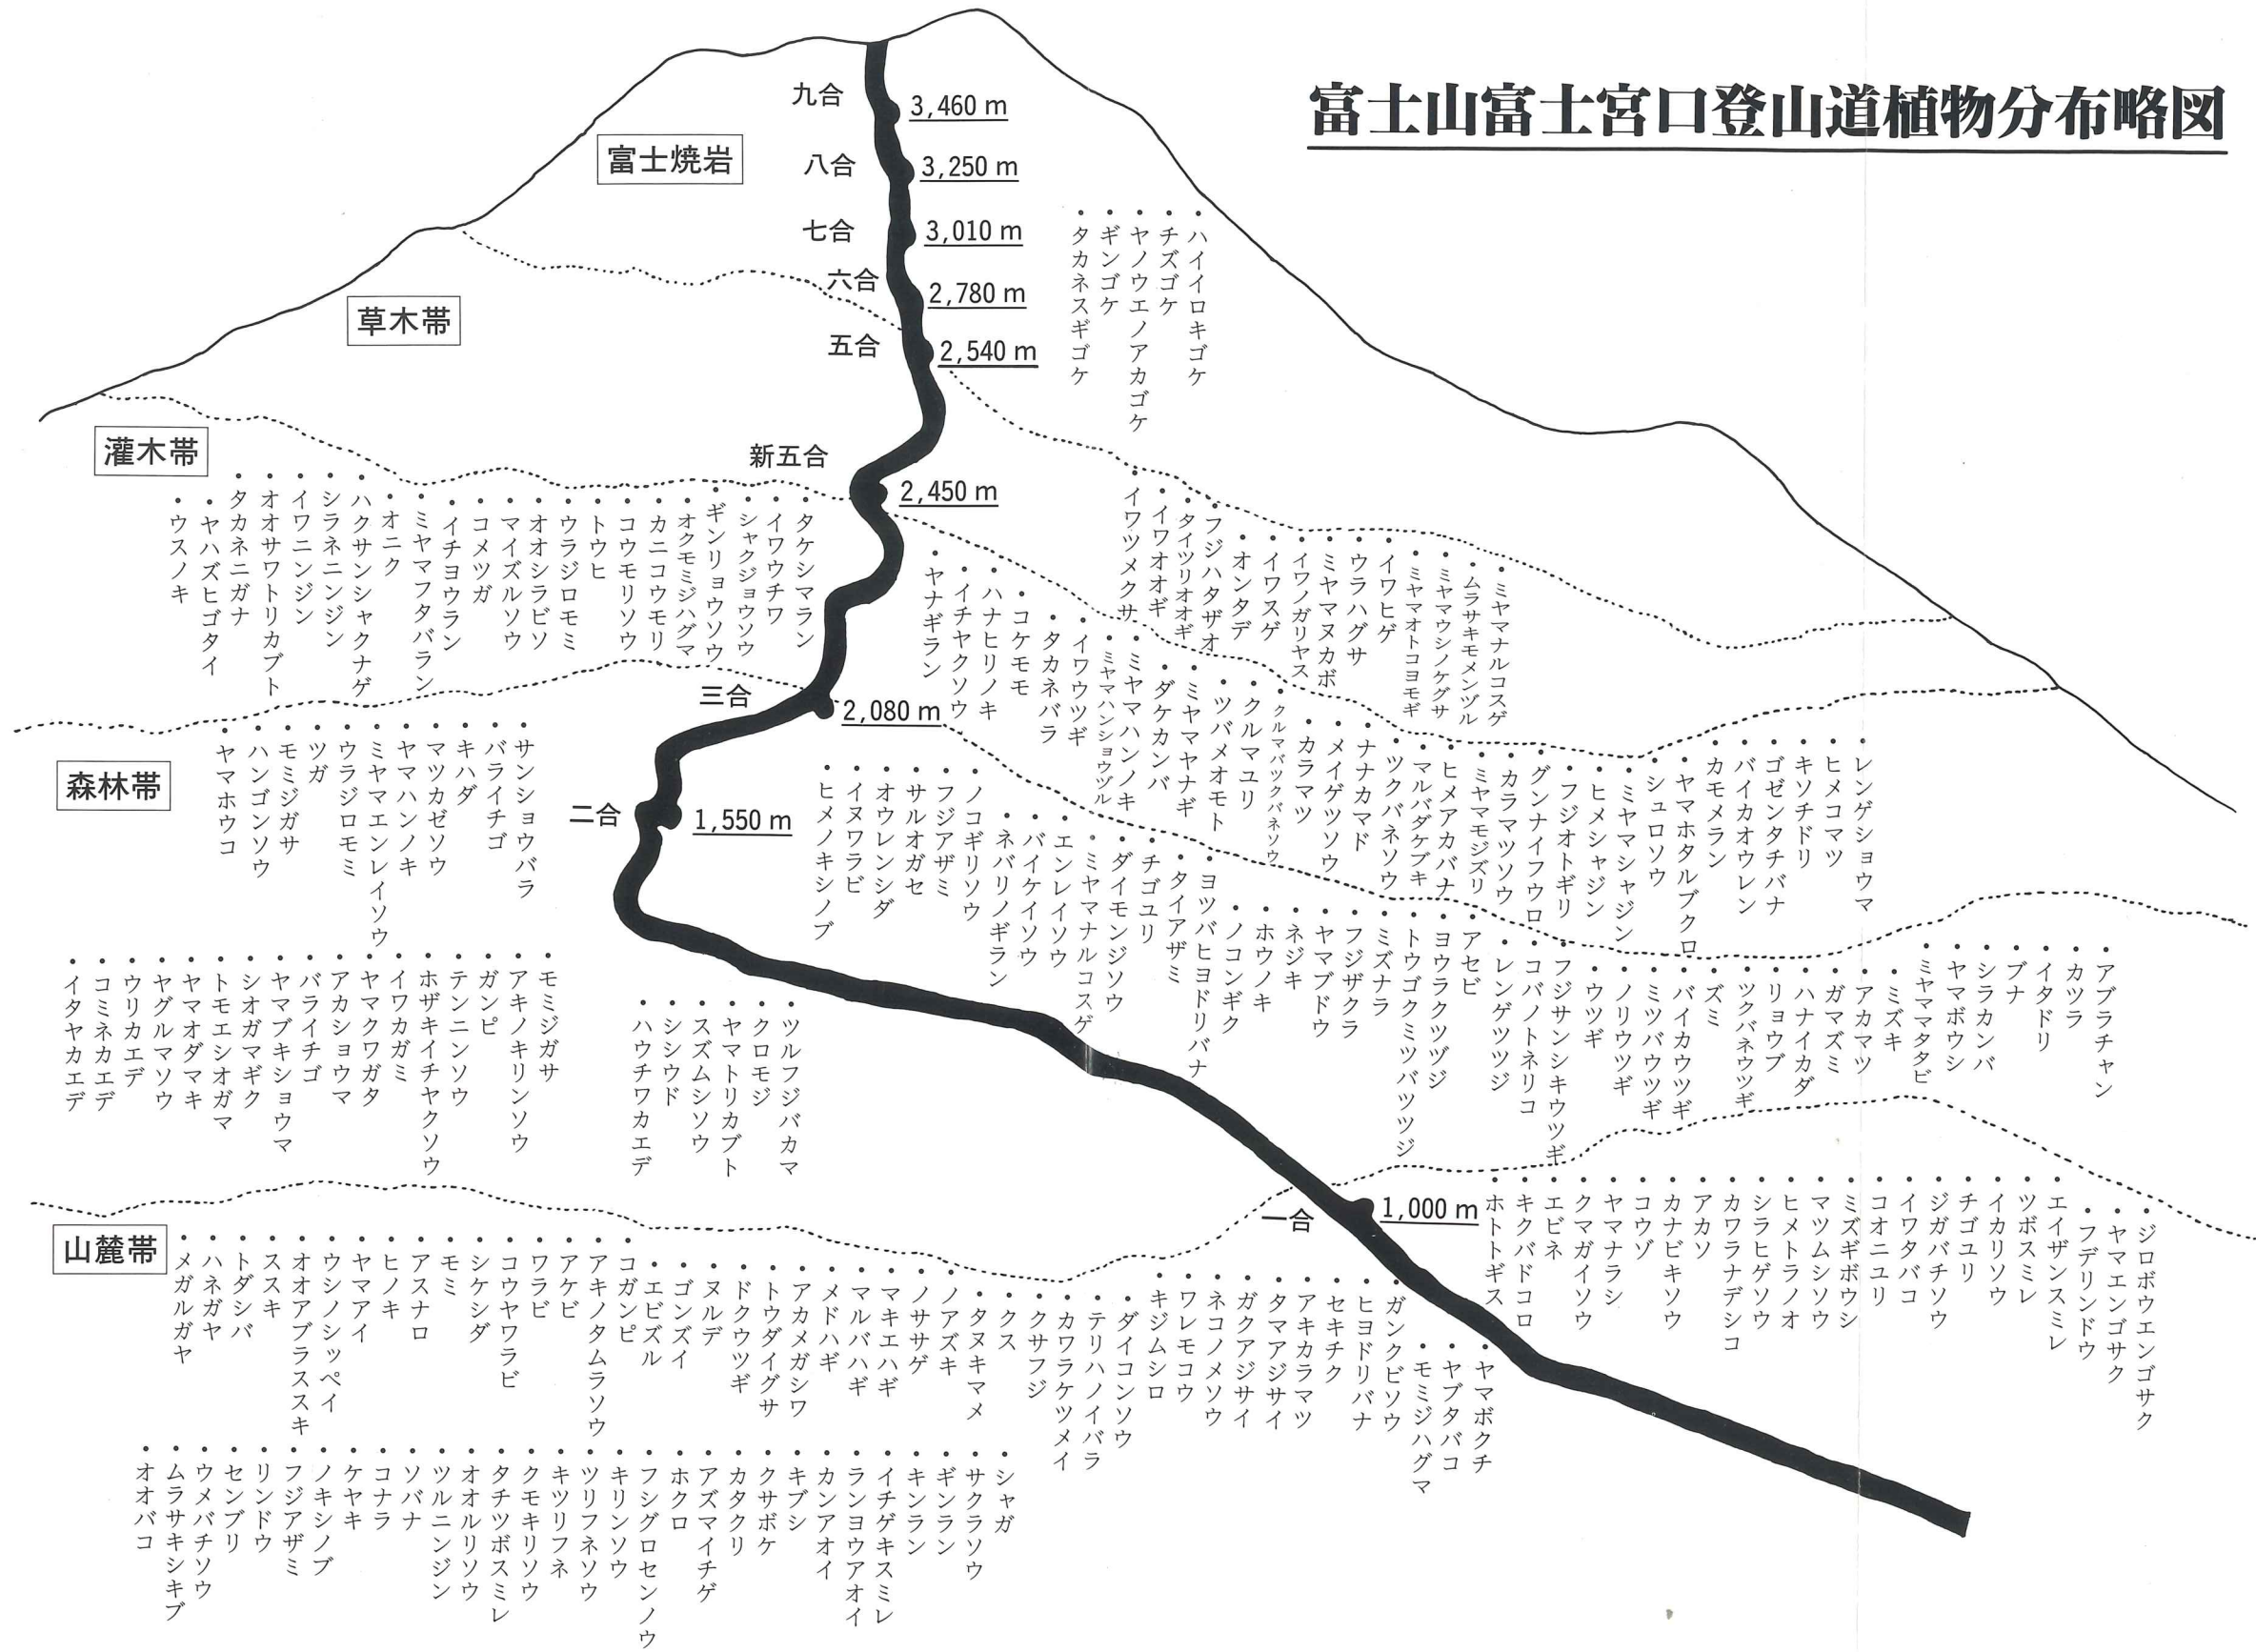 富士山富士宮口登山道植物分布略図
九合
3,460 m
八合
3,250 m
七合
3,010 m
六合
2,780 m
五合
2,540 m
新五合
2,450 m
三合
2,080 m
二合
1,550 m
一合
1,000 m
富士焼岩
・ハイイロキゴケ
・チズゴケ
・ヤノウエノアカゴケ
・ギンゴケ
・タカネスギゴケ
草木帯
・ミヤマナルコスゲ
・ムラサキモメンヅル
・ミヤマウシノケグサ
・ミヤマオトコヨモギ
・イワヒゲ
・ウラハグサ
・ミヤマヌカボ
・イワノガリヤス
・イワスゲ
・オンタデ
・フジハタザオ
・タイツリオオギ
・イワオオギ
・イワツメクサ
灌木帯
・タケシマラン
・イワウチワ
・シャクジョウソウ
・ギンリョウソウ
・オクモミジハグマ
・カニコウモリ
・コウモリソウ
・トウヒ
・ウラジロモミ
・オオシラビソ
・マイズルソウ
・コメツガ
・イチヨウラン
・ミヤマフタバラン
・オニク
・ハクサンシャクナゲ
・シラネニンジン
・イワニンジン
・オオサワトリカブト
・タカネニガナ
・ヤハズヒゴタイ
・ウスノキ
・レンゲショウマ
・ヒメコマツ
・キソチドリ
・ゴゼンタチバナ
・バイカオウレン
・カモメラン
・ヤマホタルブクロ
・シュロソウ
・ミヤマシャジン
・ヒメシャジン
・フジオトギリ
・グンナイフウロ
・カラマツソウ
・ミヤマモジズリ
・ヒメアカバナ
・マルバダケブキ
・ツクバネソウ
・ナナカマド
・メイゲツソウ
・カラマツ
・クルマバツクバネソウ
・クルマユリ
・ツバメオモト
・ミヤマヤナギ
・ダケカンバ
・ミヤマハンノキ
・ミヤマハンショウヅル
・イワウツギ
・タカネバラ
・コケモモ
・ハナヒリノキ
・イチヤクソウ
・ヤナギラン
森林帯
・サンショウバラ
・バライチゴ
・キハダ
・マツカゼソウ
・ヤマハンノキ
・ミヤマエンレイソウ
・ウラジロモミ
・ツガ
・モミジガサ
・ハンゴンソウ
・ヤマホウコ
・アブラチャン
・カツラ
・イタドリ
・ブナ
・シラカンバ
・ヤマボウシ
・ミヤママタタビ
・ミズキ
・アカマツ
・ガマズミ
・ハナイカダ
・リョウブ
・ツクバネウツギ
・ズミ
・バイカウツギ
・ミツバウツギ
・ノリウツギ
・ウツギ
・フジサンシキウツギ
・コバノトネリコ
・レンゲツツジ
・アセビ
・ヨウラクツツジ
・トウゴクミツバツツジ
・ミズナラ
・フジザクラ
・ヤマブドウ
・ネジキ
・ホウノキ
・ノコンギク
・ヨツバヒヨドリバナ
・タイアザミ
・チゴユリ
・ダイモンジソウ
・ミヤマナルコスゲ
・エンレイソウ
・バイケイソウ
・ネバリノギラン
・ノコギリソウ
・フジアザミ
・サルオガセ
・オウレンシダ
・イヌワラビ
・ヒメノキシノブ
・ツルフジバカマ
・クロモジ
・ヤマトリカブト
・スズムシソウ
・シシウド
・ハウチワカエデ
・モミジガサ
・アキノキリンソウ
・ガンピ
・テンニンソウ
・ホザキイチヤクソウ
・イワカガミ
・ヤマクワガタ
・アカショウマ
・バライチゴ
・ヤマブキショウマ
・シオガマギク
・トモエシオガマ
・ヤマオダマキ
・ヤグルマソウ
・ウリカエデ
・コミネカエデ
・イタヤカエデ
山麓帯
・ジロボウエンゴサク
・ヤマエンゴサク
・フデリンドウ
・エイザンスミレ
・ツボスミレ
・イカリソウ
・チゴユリ
・ジガバチソウ
・イワタバコ
・コオニユリ
・ミズギボウシ
・マツムシソウ
・ヒメトラノオ
・シラヒゲソウ
・カワラナデシコ
・アカソ
・カナビキソウ
・コウゾ
・ヤマナラシ
・クマガイソウ
・エビネ
・キクバドコロ
・ホトトギス
・ヤマボクチ
・ヤブタバコ
・モミジハグマ
・ガンクビソウ
・ヒヨドリバナ
・セキチク
・アキカラマツ
・タマアジサイ
・ガクアジサイ
・ネコノメソウ
・ワレモコウ
・キジムシロ
・ダイコンソウ
・テリハノイバラ
・カワラケツメイ
・クサフジ
・クス
・タヌキマメ
・ノアズキ
・ノササゲ
・マキエハギ
・マルバハギ
・メドハギ
・アカメガシワ
・トウダイグサ
・ドクウツギ
・ヌルデ
・ゴンズイ
・エビズル
・コガンピ
・アキノタムラソウ
・アケビ
・ワラビ
・コウヤワラビ
・シケシダ
・モミ
・アスナロ
・ヒノキ
・ヤマアイ
・ウシノシッペイ
・オオアブラススキ
・ススキ
・トダシバ
・ハネガヤ
・メガルガヤ
・シャガ
・サクラソウ
・ギンラン
・キンラン
・イチゲキスミレ
・ランヨウアオイ
・カンアオイ
・キブシ
・クサボケ
・カタクリ
・アズマイチゲ
・ホクロ
・フシグロセンノウ
・キリンソウ
・ツリフネソウ
・キツリフネ
・クモキリソウ
・タチツボスミレ
・オオルリソウ
・ツルニンジン
・ソバナ
・コナラ
・ケヤキ
・ノキシノブ
・フジアザミ
・リンドウ
・センブリ
・ウメバチソウ
・ムラサキシキブ
・オオバコ